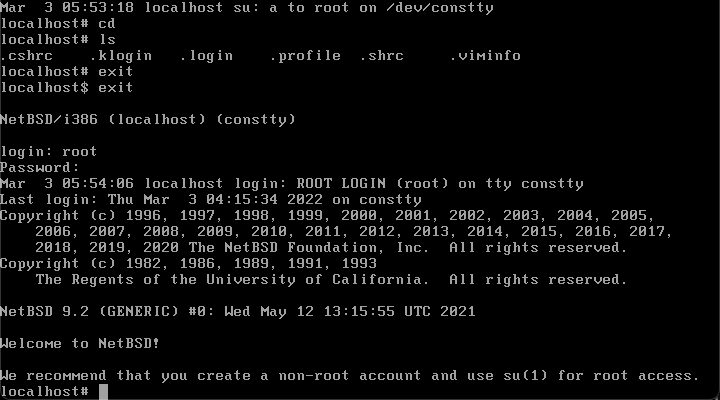 Mar  3 05:53:18 localhost su: a to root on /dev/constty
localhost# cd
localhost# ls
.cshrc    .klogin   .login    .profile  .shrc     .viminfo
localhost# exit
localhost$ exit

NetBSD/i386 (localhost) (constty)

login: root
Password:
Mar  3 05:54:06 localhost login: ROOT LOGIN (root) on tty constty
Last login: Thu Mar  3 04:15:34 2022 on constty
Copyright (c) 1996, 1997, 1998, 1999, 2000, 2001, 2002, 2003, 2004, 2005,
    2006, 2007, 2008, 2009, 2010, 2011, 2012, 2013, 2014, 2015, 2016, 2017,
    2018, 2019, 2020 The NetBSD Foundation, Inc.  All rights reserved.
Copyright (c) 1982, 1986, 1989, 1991, 1993
    The Regents of the University of California.  All rights reserved.

NetBSD 9.2 (GENERIC) #0: Wed May 12 13:15:55 UTC 2021

Welcome to NetBSD!

We recommend that you create a non-root account and use su(1) for root access.
localhost#